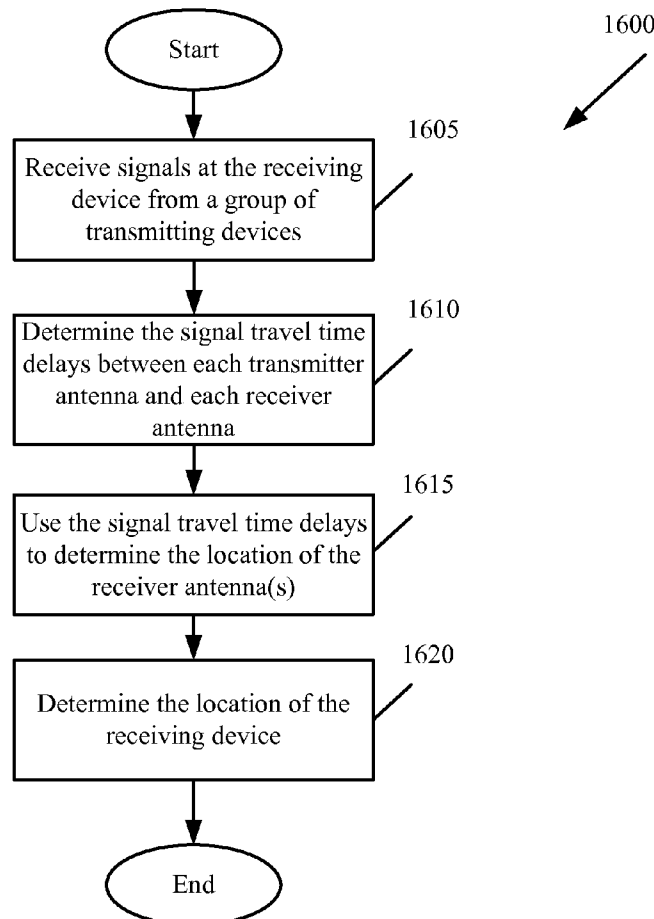 Start
1600
1605
Receive signals at the receiving
device from a group of
transmitting devices
1610
Determine the signal travel time
delays between each transmitter
antenna and each receiver
antenna
1615
Use the signal travel time delays
to determine the location of the
receiver antenna(s)
1620
Determine the location of the
receiving device
End